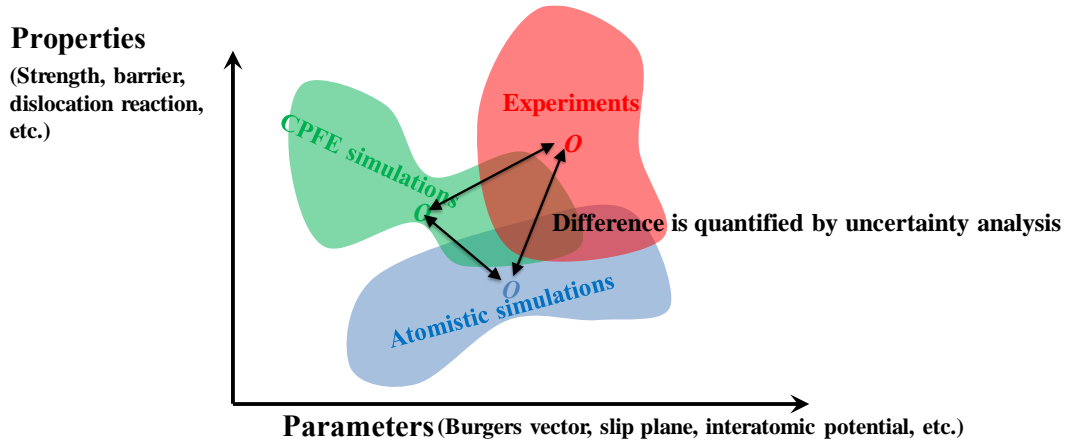 Properties
(Strength, barrier,
dislocation reaction,
etc.)
Experiments
CPFE simulations
O
O
Difference is quantified by uncertainty analysis
O
Atomistic simulations
Parameters (Burgers vector, slip plane, interatomic potential, etc.)